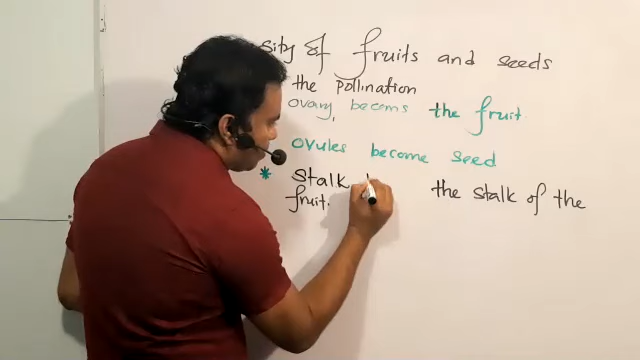 sity of fruits and seeds
the pollination
ovary, becoms the fruit
ovules become seed
* Stalk the stalk of the
fruit.